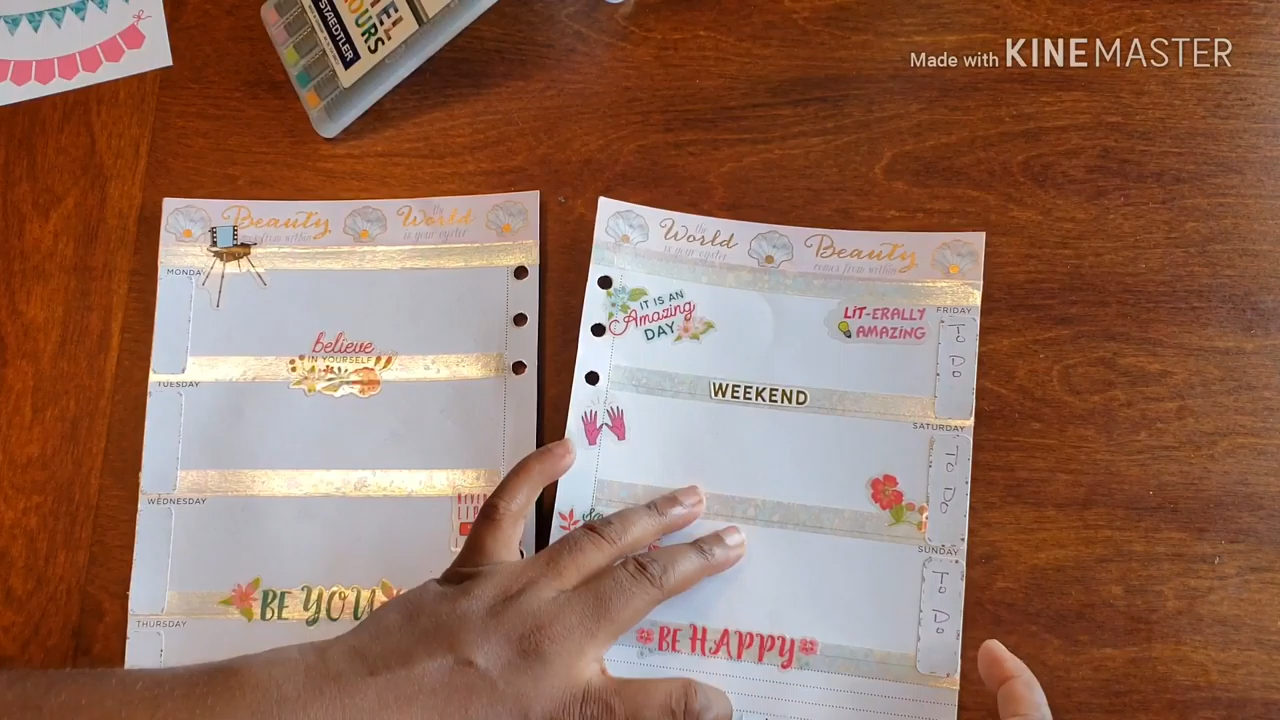 Made with KINEMASTER
STAEDTLER
Beauty
comes from within
The
World
is your oyster
MONDAY
believe
IN YOURSELF
TUESDAY
WEDNESDAY
NEVER
BE YOU
THURSDAY
The
World
is your oyster
Beauty
comes from within
IT IS AN
Amazing
DAY
LIT-ERALLY
AMAZING
FRIDAY
TO DO
WEEKEND
SATURDAY
TO DO
SUNDAY
TO DO
BE HAPPY